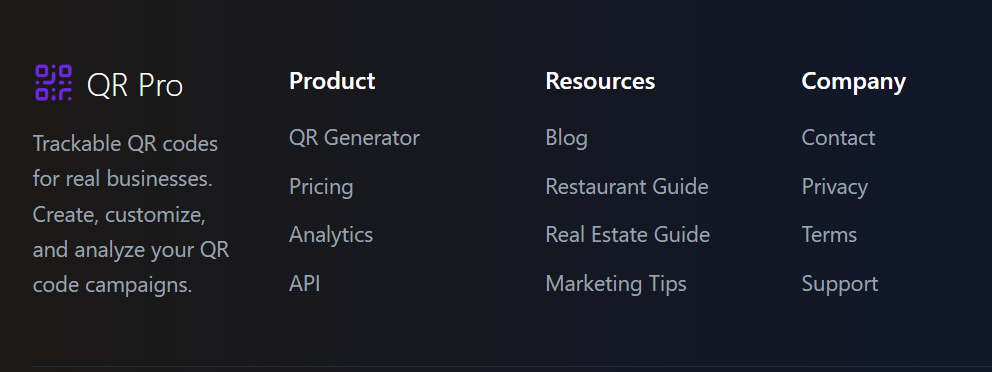 QR Pro
Trackable QR codes
for real businesses.
Create, customize,
and analyze your QR
code campaigns.
Product
QR Generator
Pricing
Analytics
API
Resources
Blog
Restaurant Guide
Real Estate Guide
Marketing Tips
Company
Contact
Privacy
Terms
Support